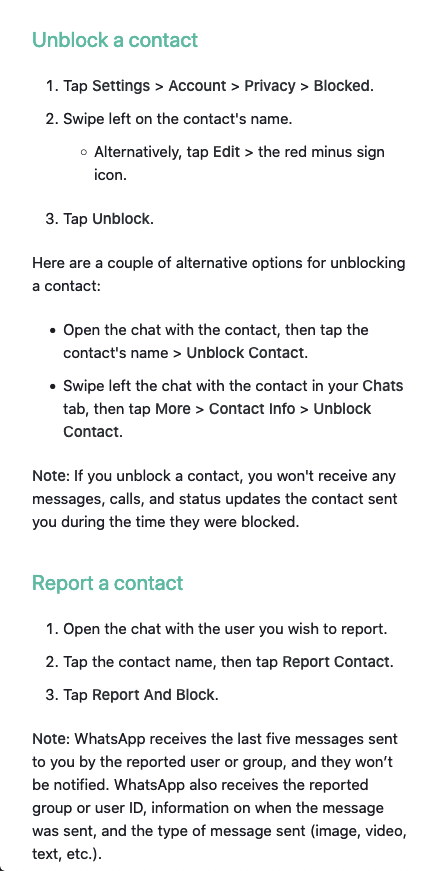 Unblock a contact
1. Tap Settings > Account > Privacy > Blocked.
2. Swipe left on the contact's name.
◦ Alternatively, tap Edit > the red minus sign
icon.
3. Tap Unblock.
Here are a couple of alternative options for unblocking
a contact:
• Open the chat with the contact, then tap the
contact's name > Unblock Contact.
• Swipe left the chat with the contact in your Chats
tab, then tap More > Contact Info > Unblock
Contact.
Note: If you unblock a contact, you won't receive any
messages, calls, and status updates the contact sent
you during the time they were blocked.
Report a contact
1. Open the chat with the user you wish to report.
2. Tap the contact name, then tap Report Contact.
3. Tap Report And Block.
Note: WhatsApp receives the last five messages sent
to you by the reported user or group, and they won’t
be notified. WhatsApp also receives the reported
group or user ID, information on when the message
was sent, and the type of message sent (image, video,
text, etc.).